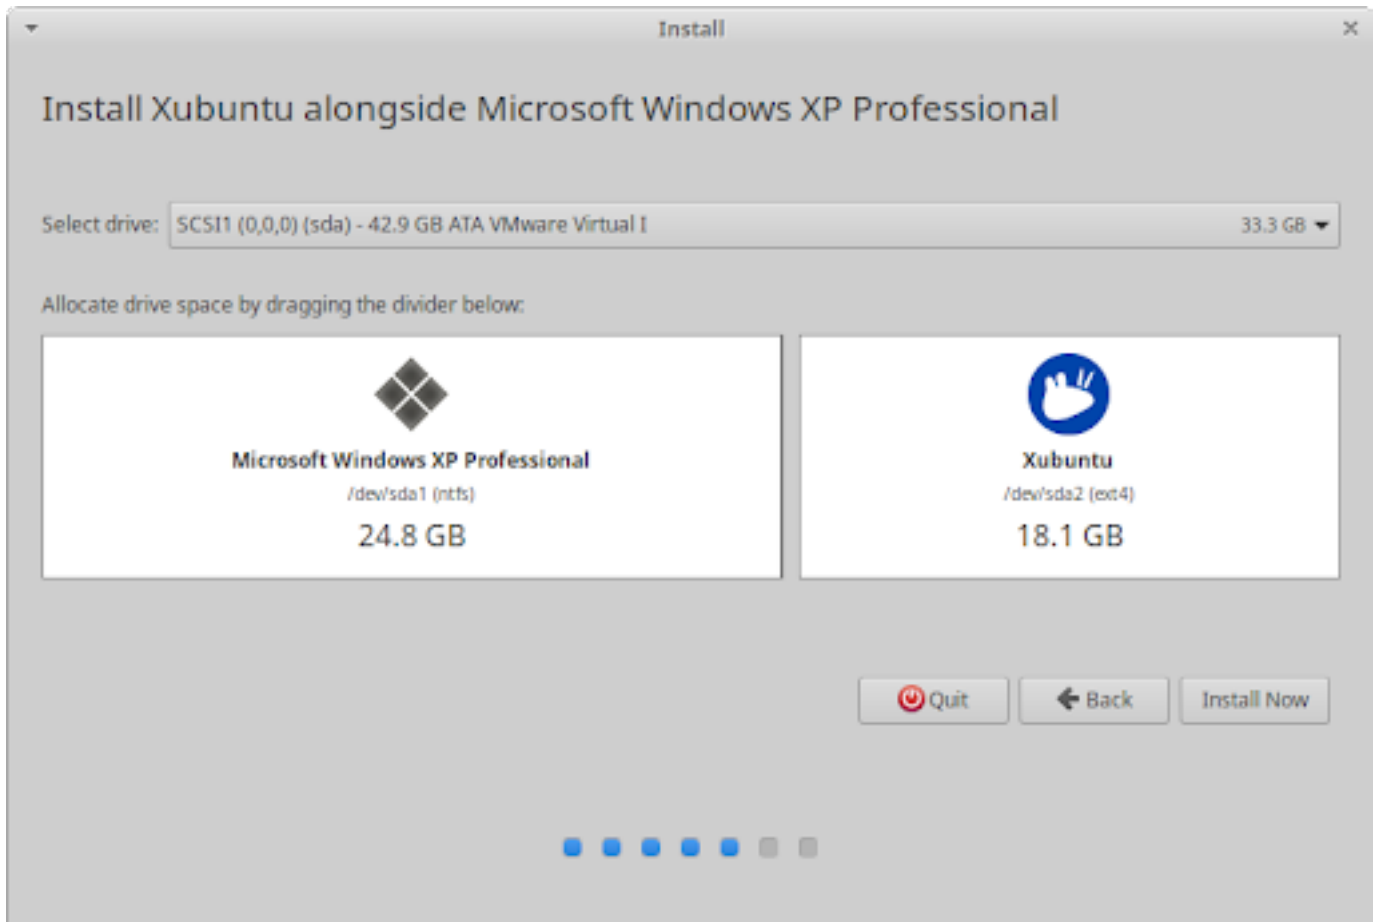 Install
Install Xubuntu alongside Microsoft Windows XP Professional
Select drive: SCSI1 (0,0,0) (sda) - 42.9 GB ATA VMware Virtual I 33.3 GB
Allocate drive space by dragging the divider below:
Microsoft Windows XP Professional
/dev/sda1 (ntfs)
24.8 GB
Xubuntu
/dev/sda2 (ext4)
18.1 GB
Quit Back Install Now